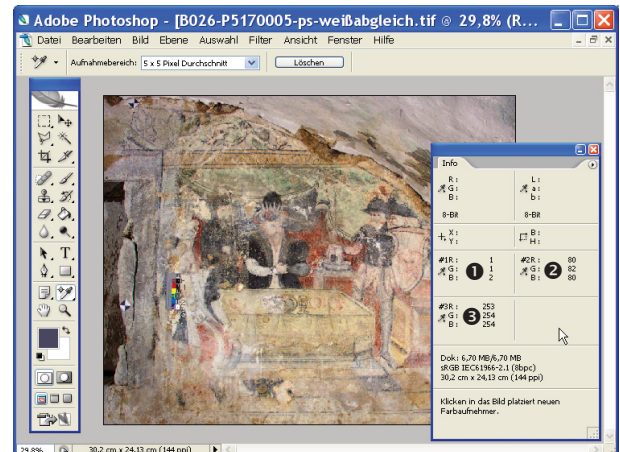 Adobe Photoshop - [B026-P5170005-ps-weißabgleich.tif @ 29,8% (R...
Datei Bearbeiten Bild Ebene Auswahl Filter Ansicht Fenster Hilfe
Aufnahmebereich: 5 x 5 Pixel Durchschnitt Löschen
Info
R : L :
G : a :
B : b :
8-Bit 8-Bit
X : B :
Y : H :
#1R : 1 #2R : 80
G : ❶ 1 G : ❷ 82
B : 2 B : 80
#3R : 253
G : ❸ 254
B : 254
Dok: 6,70 MB/6,70 MB
sRGB IEC61966-2.1 (8bpc)
30,2 cm x 24,13 cm (144 ppi)
Klicken in das Bild platziert neuen
Farbaufnehmer.
29,8% 30,2 cm x 24,13 cm (144 ppi)